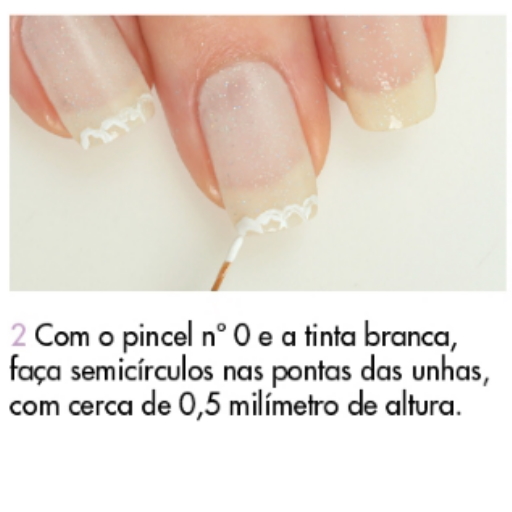 2 Com o pincel nº 0 e a tinta branca,
faça semicírculos nas pontas das unhas,
com cerca de 0,5 milímetro de altura.